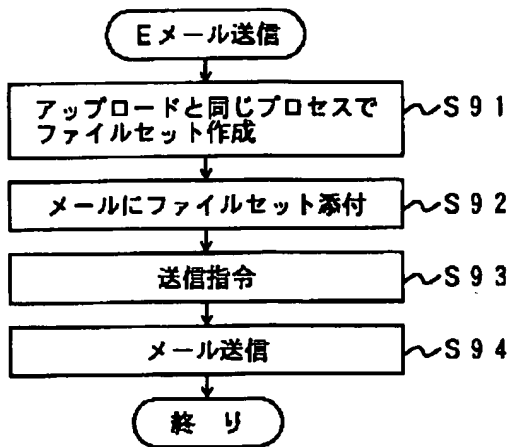 Eメール送信
アップロードと同じプロセスで S91
ファイルセット作成
メールにファイルセット添付 S92
送信指令 S93
メール送信 S94
終り